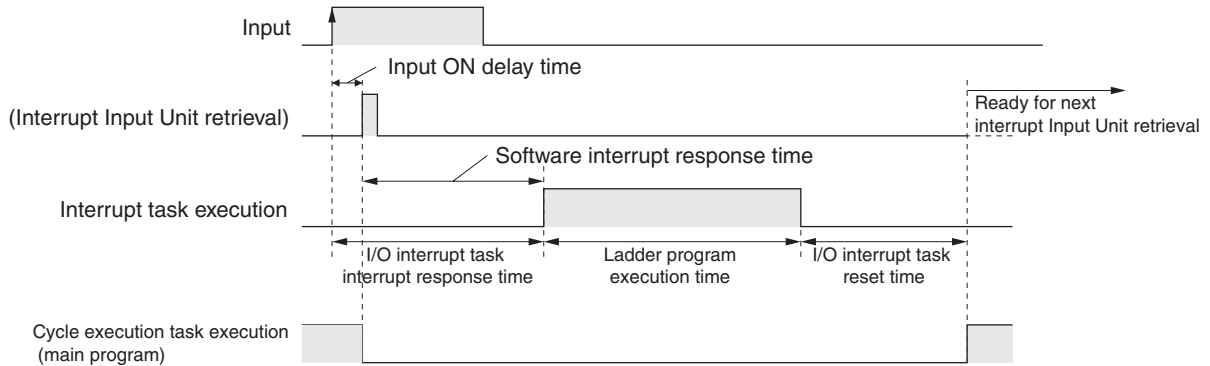 Input
Input ON delay time
(Interrupt Input Unit retrieval)
Ready for next
interrupt Input Unit retrieval
Software interrupt response time
Interrupt task execution
I/O interrupt task
interrupt response time
Ladder program
execution time
I/O interrupt task
reset time
Cycle execution task execution
(main program)